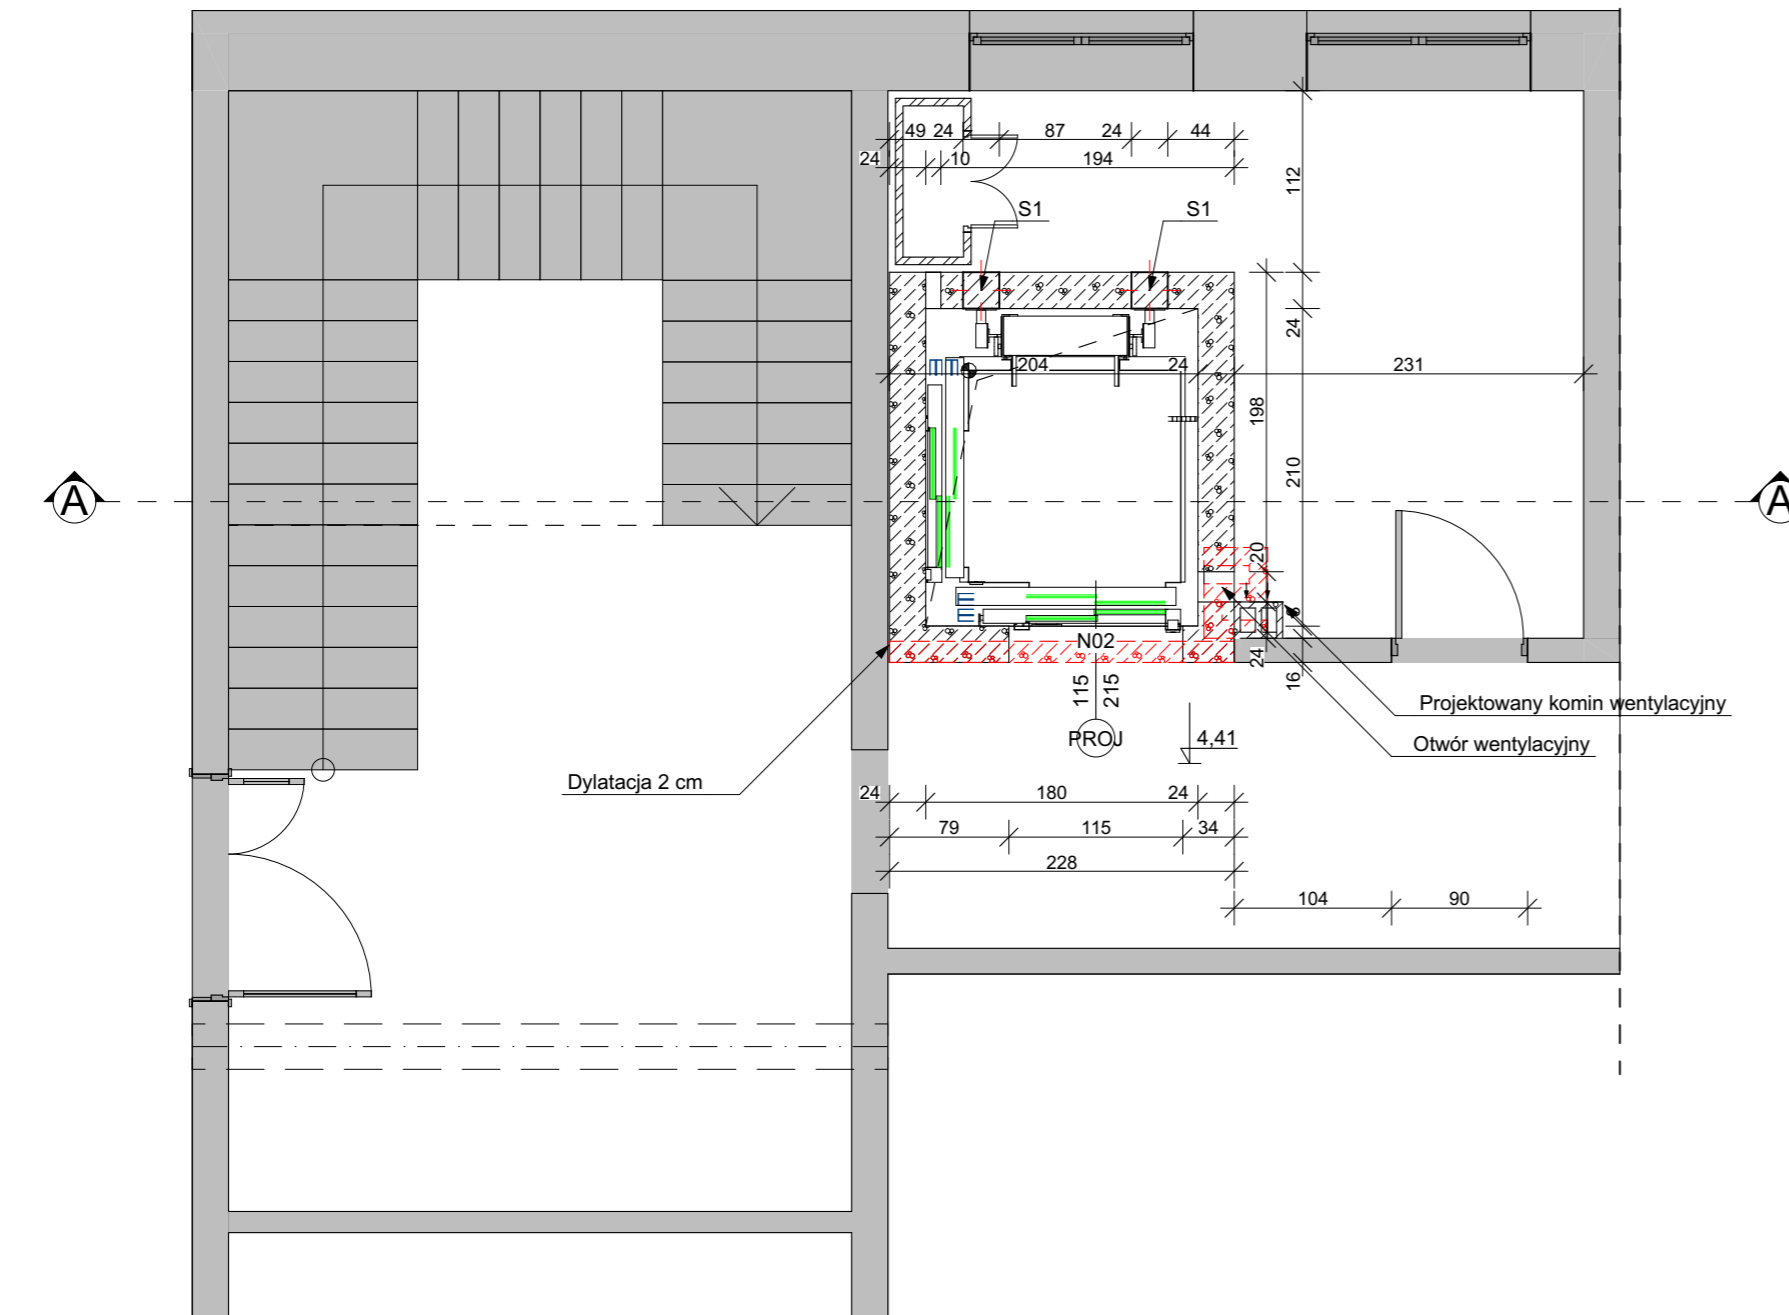 49 24 87 24 44
24 10 194
S1 S1
112
24
204 24 231
198
210
A A
20
N02
24
16
115
215
Projektowany komin wentylacyjny
PROJ
4,41
Otwór wentylacyjny
Dylatacja 2 cm
24 180 24
79 115 34
228
104 90